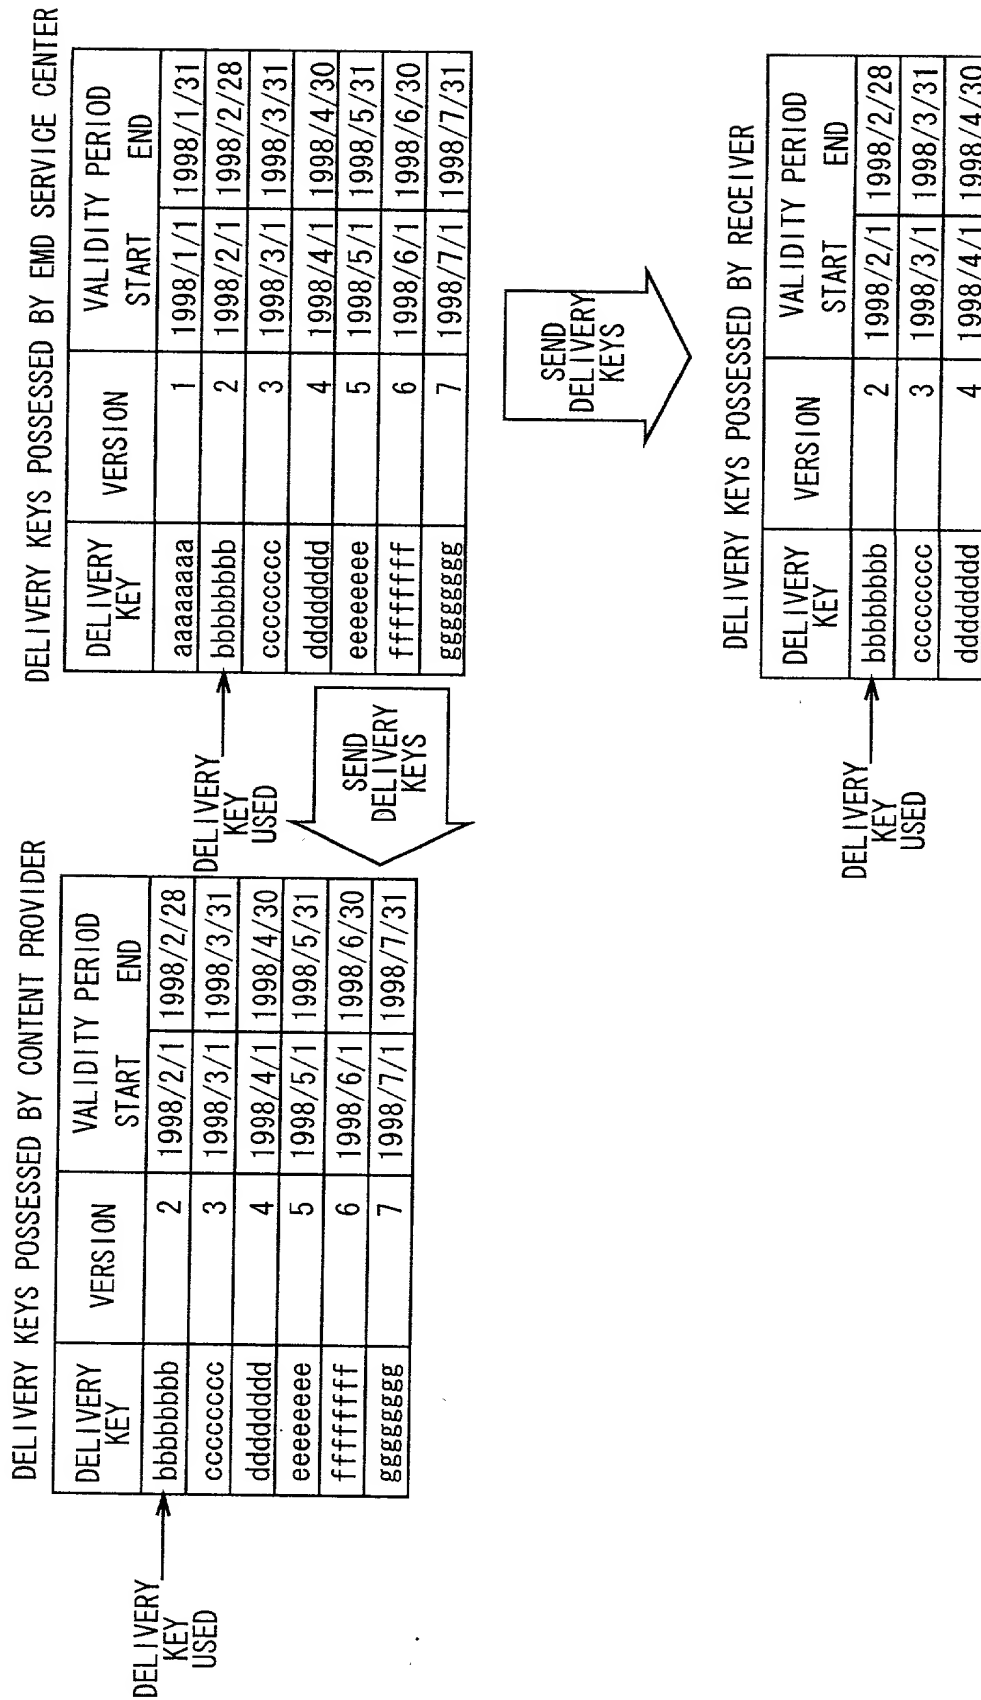 DELIVERY KEYS POSSESSED BY CONTENT PROVIDER
DELIVERY KEY VERSION VALIDITY PERIOD
START END
bbbbbbbb 2 1998/2/1 1998/2/28
cccccccc 3 1998/3/1 1998/3/31
dddddddd 4 1998/4/1 1998/4/30
eeeeeeee 5 1998/5/1 1998/5/31
ffffffff 6 1998/6/1 1998/6/30
gggggggg 7 1998/7/1 1998/7/31
DELIVERY
KEY
USED
SEND
DELIVERY
KEYS
DELIVERY KEYS POSSESSED BY EMD SERVICE CENTER
DELIVERY KEY VERSION VALIDITY PERIOD
START END
aaaaaaaa 1 1998/1/1 1998/1/31
bbbbbbbb 2 1998/2/1 1998/2/28
cccccccc 3 1998/3/1 1998/3/31
dddddddd 4 1998/4/1 1998/4/30
eeeeeeee 5 1998/5/1 1998/5/31
ffffffff 6 1998/6/1 1998/6/30
gggggggg 7 1998/7/1 1998/7/31
DELIVERY
KEY
USED
SEND
DELIVERY
KEYS
DELIVERY KEYS POSSESSED BY RECEIVER
DELIVERY KEY VERSION VALIDITY PERIOD
START END
bbbbbbbb 2 1998/2/1 1998/2/28
cccccccc 3 1998/3/1 1998/3/31
dddddddd 4 1998/4/1 1998/4/30
DELIVERY
KEY
USED